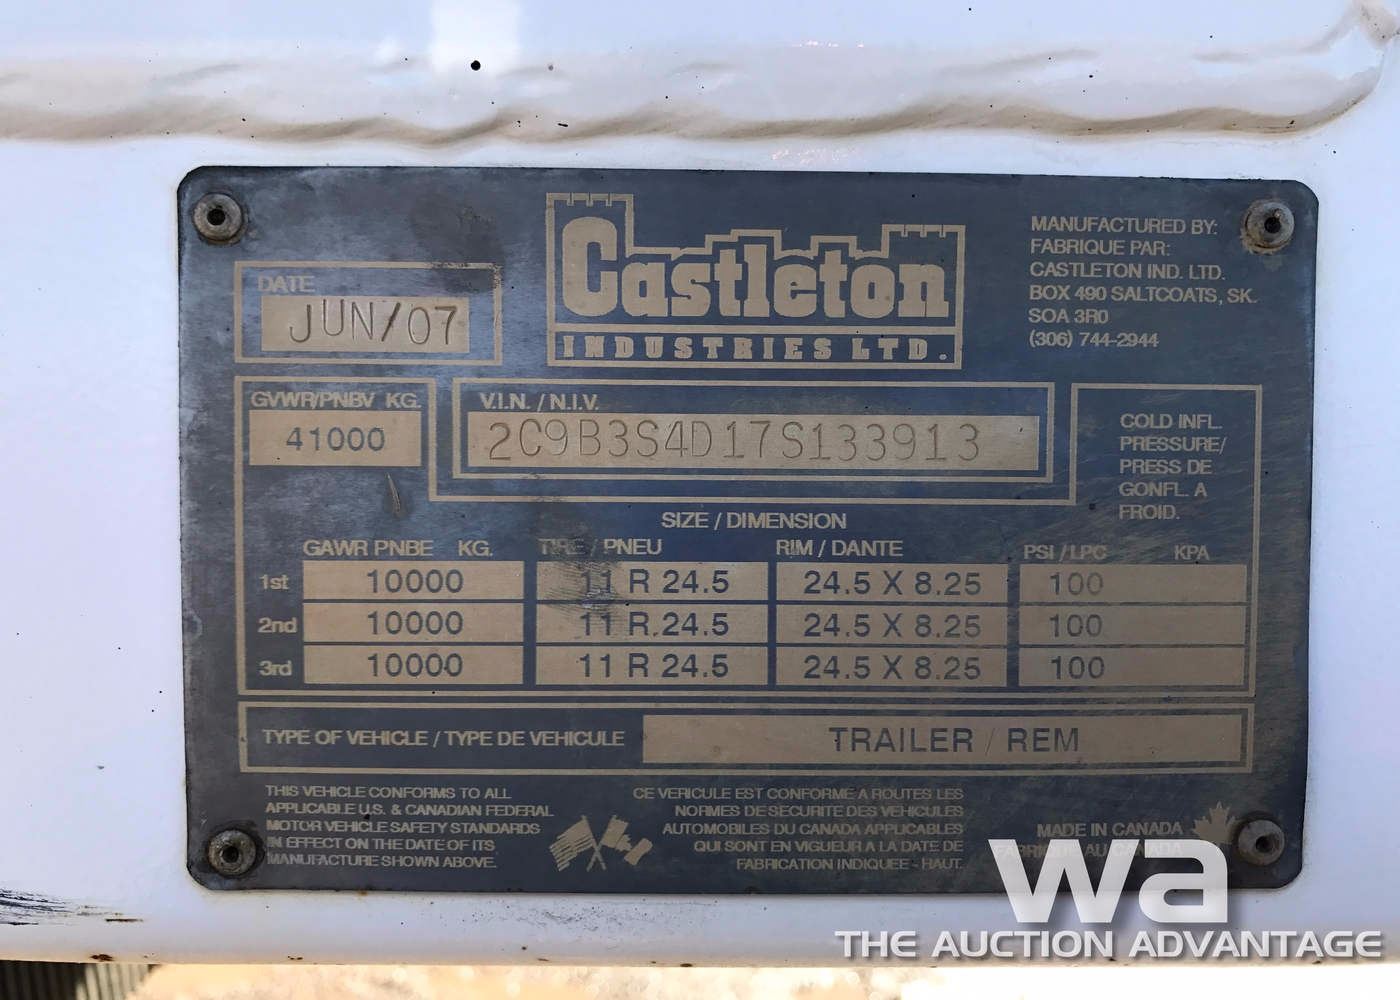 Castleton
INDUSTRIES LTD.
MANUFACTURED BY:
FABRIQUE PAR:
CASTLETON IND. LTD.
BOX 490 SALTCOATS, SK.
SOA 3R0
(306) 744-2944
DATE
JUN/07
GVWR/PNBV KG.
41000
V.I.N. / N.I.V.
2C9B3S4D17S133913
COLD INFL.
PRESSURE/
PRESS DE
GONFL. A
FROID.
SIZE / DIMENSION
GAWR PNBE KG. TIRE / PNEU RIM / DANTE PSI / LPC KPA
1st 10000 11 R 24.5 24.5 X 8.25 100
2nd 10000 11 R 24.5 24.5 X 8.25 100
3rd 10000 11 R 24.5 24.5 X 8.25 100
TYPE OF VEHICLE / TYPE DE VEHICULE TRAILER / REM
THIS VEHICLE CONFORMS TO ALL
APPLICABLE U.S. & CANADIAN FEDERAL
MOTOR VEHICLE SAFETY STANDARDS
IN EFFECT ON THE DATE OF ITS
MANUFACTURE SHOWN ABOVE.
CE VERICULE EST CONFORME A ROUTES LES
NORMES DE SECURITE DES VEHICULES
AUTOMOBILES DU CANADA APPLICABLES
QUI SONT EN VIGUEUR A LA DATE DE
FABRICATION INDIQUEE - HAUT.
MADE IN CANADA
FABRIQUE AU CANADA
wa
THE AUCTION ADVANTAGE